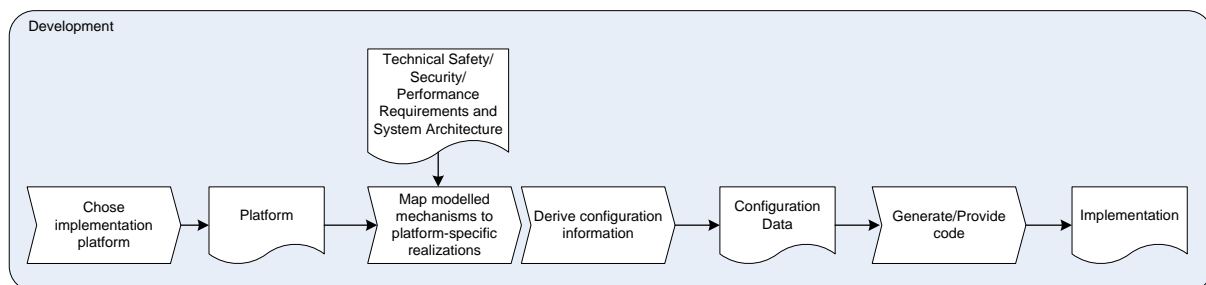 Development
Technical Safety/
Security/
Performance
Requirements and
System Architecture
Chose
implementation
platform
Platform
Map modelled
mechanisms to
platform-specific
realizations
Derive configuration
information
Configuration
Data
Generate/Provide
code
Implementation